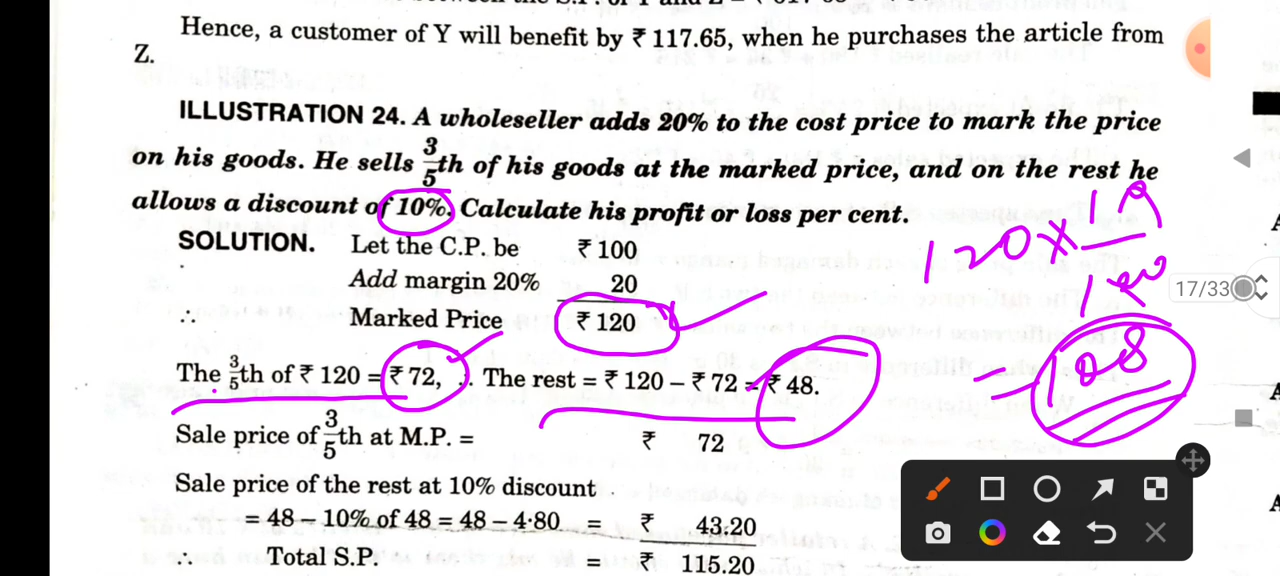 Hence, a customer of Y will benefit by ₹ 117.65, when he purchases the article from
Z.
ILLUSTRATION 24. A wholeseller adds 20% to the cost price to mark the price
on his goods. He sells 3/5th of his goods at the marked price, and on the rest he
allows a discount of 10%. Calculate his profit or loss per cent.
SOLUTION. Let the C.P. be ₹ 100
Add margin 20% 20
∴ Marked Price ₹ 120
The 3/5th of ₹ 120 = ₹ 72, ∴ The rest = ₹ 120 – ₹ 72 = ₹ 48.
Sale price of 3/5th at M.P. = ₹ 72
Sale price of the rest at 10% discount
= 48 – 10% of 48 = 48 – 4·80 = ₹ 43.20
∴ Total S.P. = ₹ 115.20
120 ×
= 108
17/33